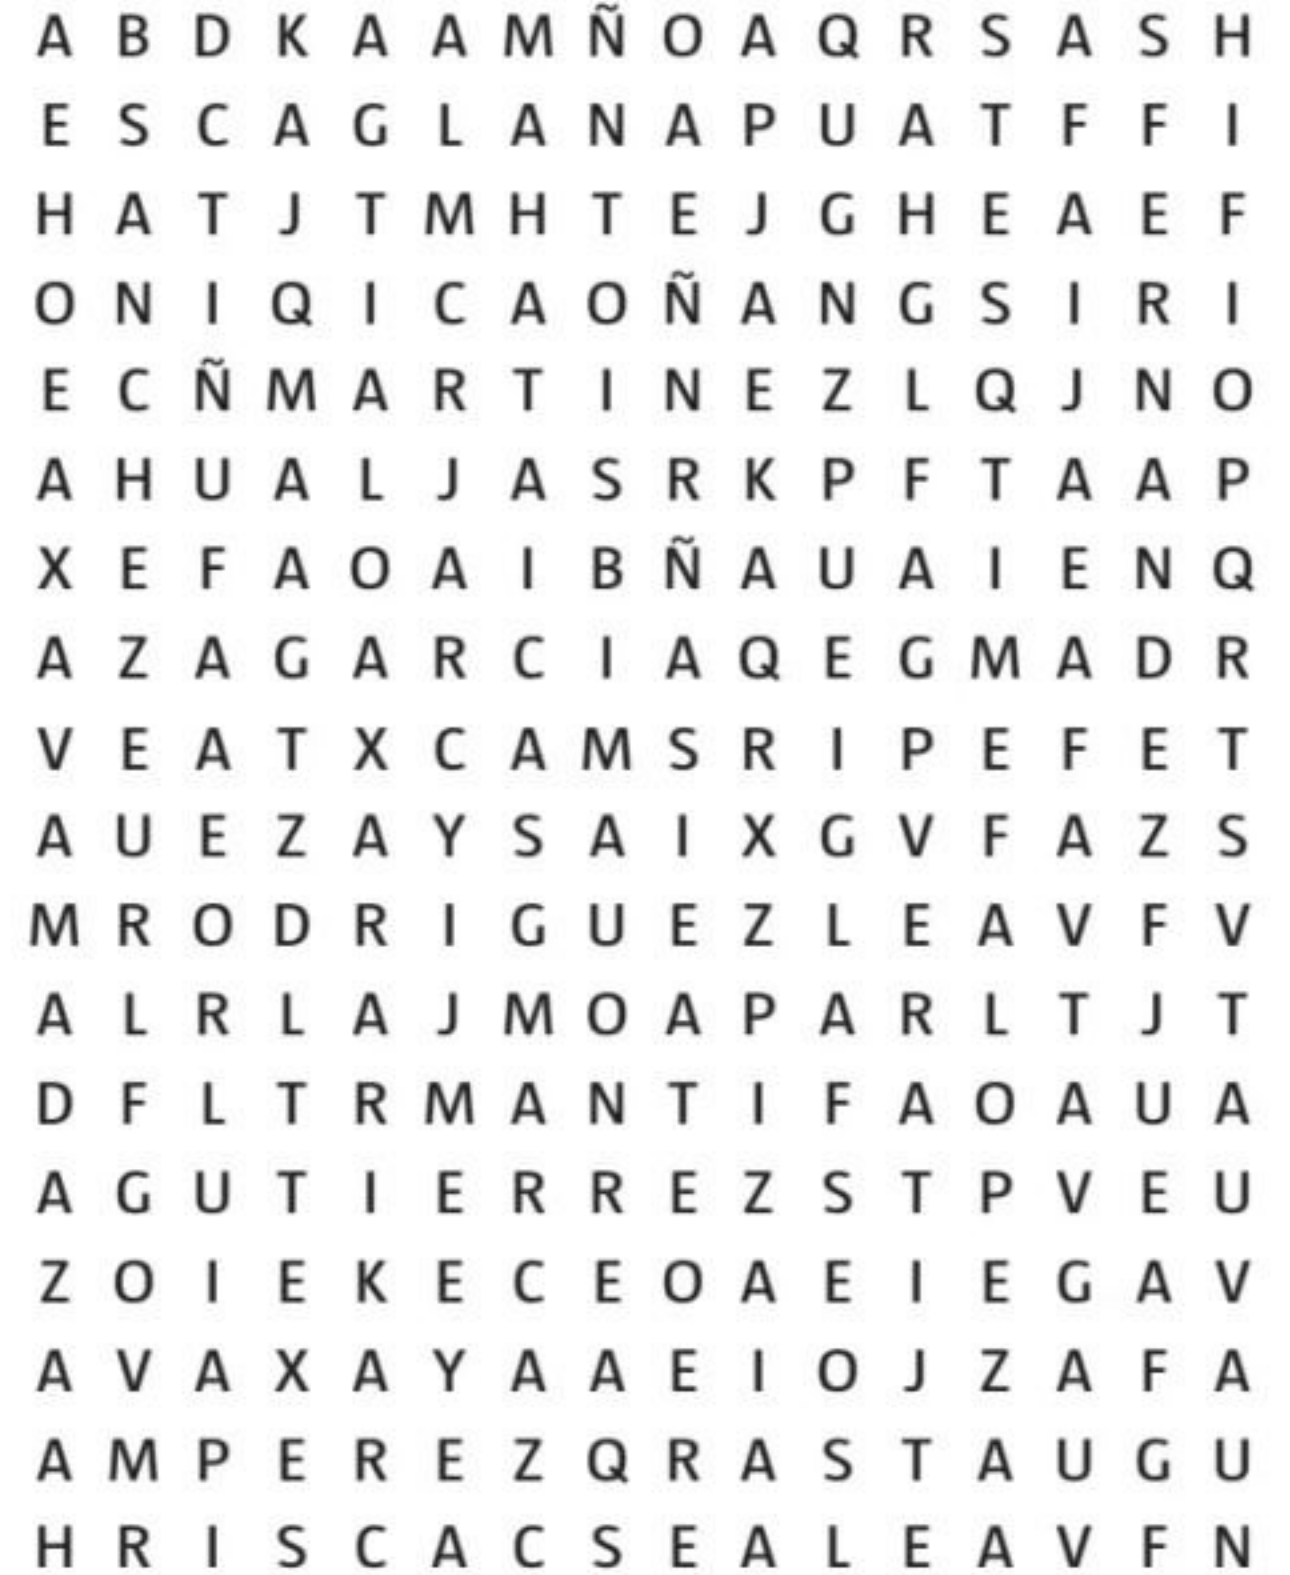 A B D K A A M Ñ O A Q R S A S H
E S C A G L A N A P U A T F F I
H A T J T M H T E J G H E A E F
O N I Q I C A O Ñ A N G S I R I
E C Ñ M A R T I N E Z L Q J N O
A H U A L J A S R K P F T A A P
X E F A O A I B Ñ A U A I E N Q
A Z A G A R C I A Q E G M A D R
V E A T X C A M S R I P E F E T
A U E Z A Y S A I X G V F A Z S
M R O D R I G U E Z L E A V F V
A L R L A J M O A P A R L T J T
D F L T R M A N T I F A O A U A
A G U T I E R R E Z S T P V E U
Z O I E K E C E O A E I E G A V
A V A X A Y A A E I O J Z A F A
A M P E R E Z Q R A S T A U G U
H R I S C A C S E A L E A V F N